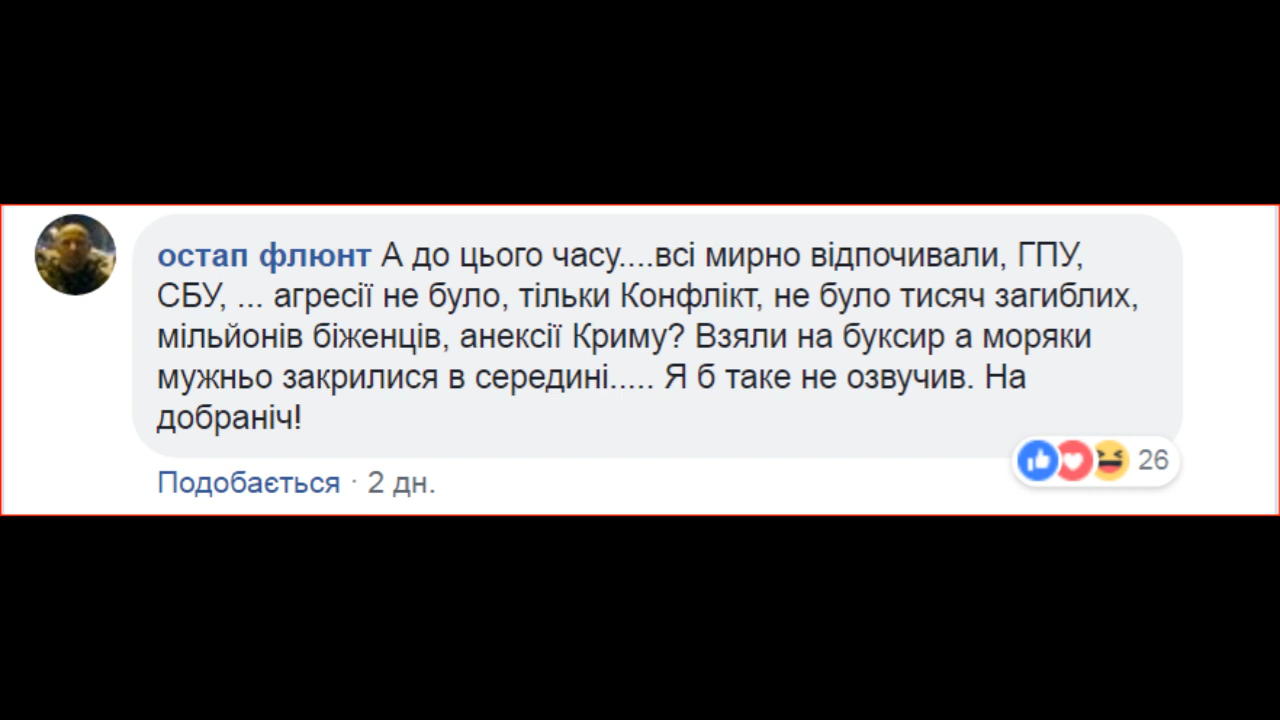 остап флюнт А до цього часу....всі мирно відпочивали, ГПУ,
СБУ, ... агресії не було, тільки Конфлікт, не було тисяч загиблих,
мільйонів біженців, анексії Криму? Взяли на буксир а моряки
мужньо закрилися в середині..... Я б таке не озвучив. На
добраніч!
26
Подобається · 2 дн.